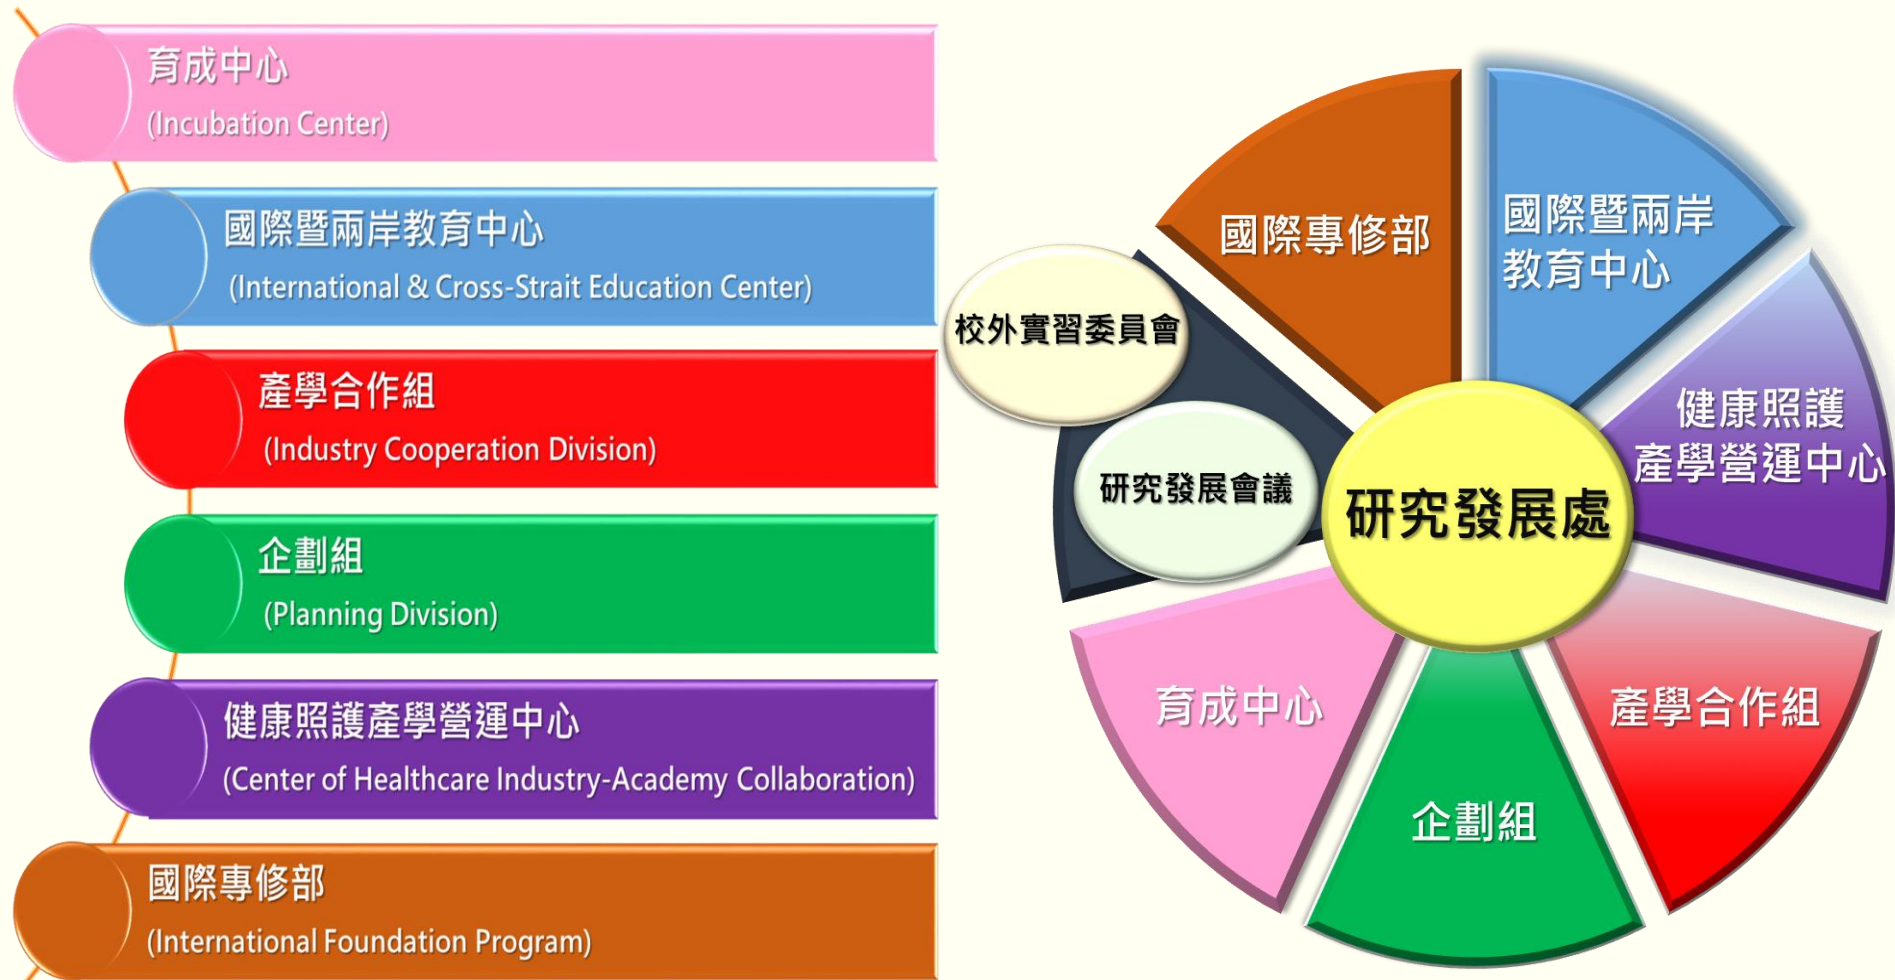 育成中心
(Incubation Center)
國際暨兩岸教育中心
(International & Cross-Strait Education Center)
產學合作組
(Industry Cooperation Division)
企劃組
(Planning Division)
健康照護產學營運中心
(Center of Healthcare Industry-Academy Collaboration)
國際專修部
(International Foundation Program)
國際專修部
國際暨兩岸
教育中心
校外實習委員會
健康照護
產學營運中心
研究發展會議
研究發展處
育成中心
產學合作組
企劃組